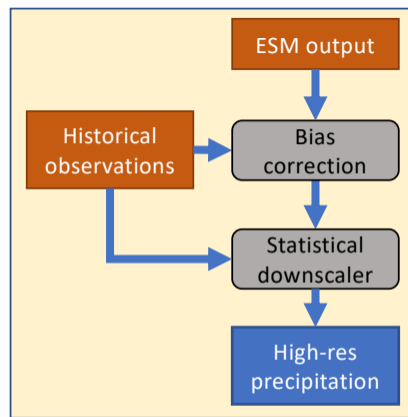 ESM output
Historical
observations
Bias
correction
Statistical
downscaler
High-res
precipitation